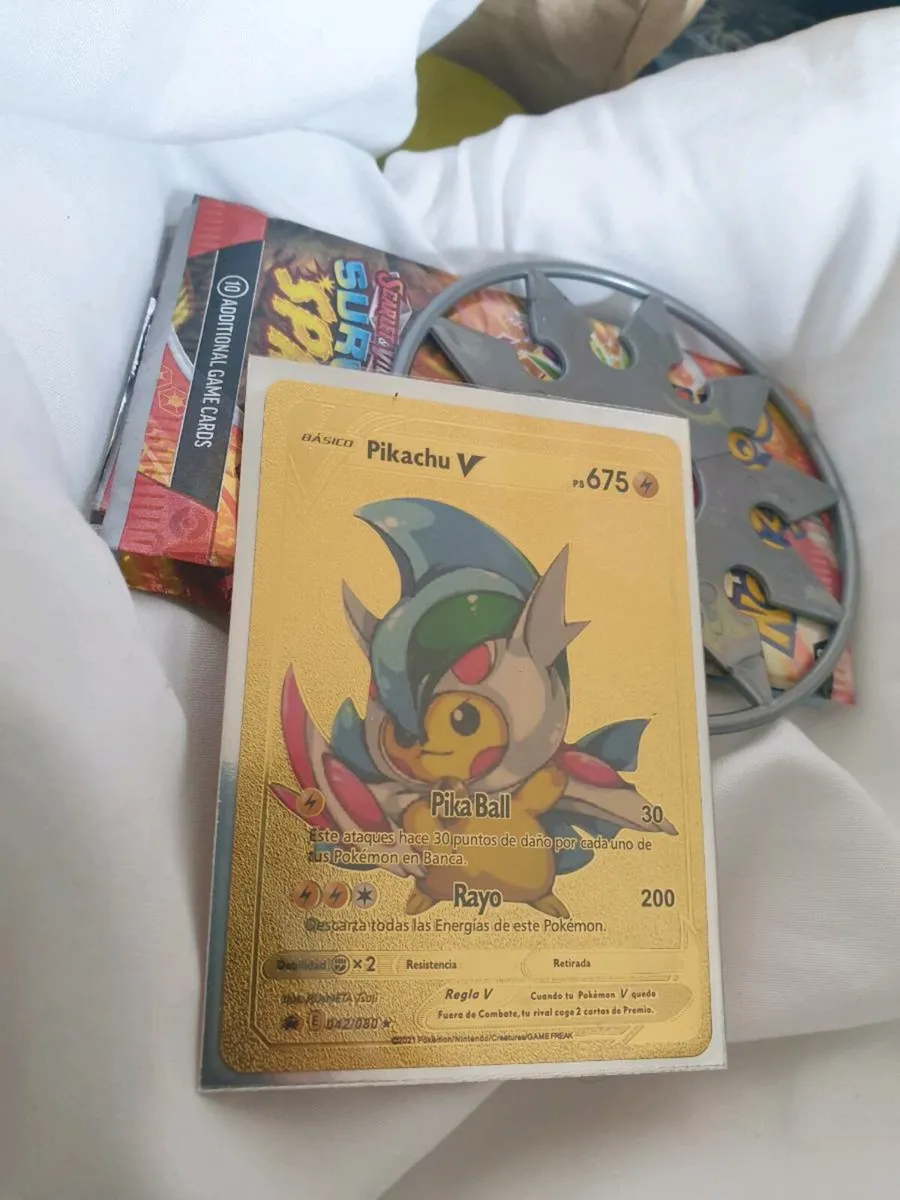 10 ADDITIONAL GAME CARDS
SCARLET &
BÁSICO Pikachu V
PS 675
Pika Ball 30
Este ataques hace 30 puntos de daño por cada uno de
tus Pokémon en Banca.
Rayo 200
Descarta todas las Energías de este Pokémon.
Debilidad ×2 Resistencia Retirada
Regla V Cuando tu Pokémon V quedo
Fuera de Combate, tu rival coge 2 cartas de Premio.
E 042/080 ★
©2021 Pokémon/Nintendo/Creatures/GAME FREAK